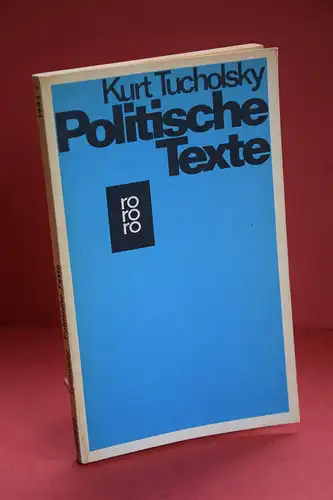 Kurt Tucholsky
Politische
Texte
ro
ro
ro